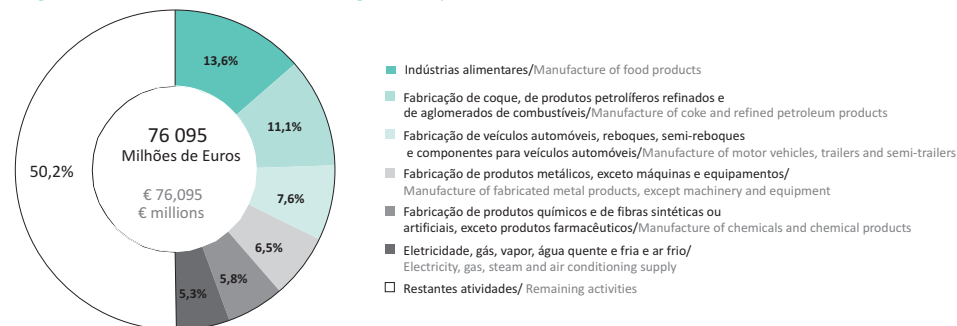 13,6%
11,1%
7,6%
6,5%
5,8%
5,3%
50,2%
76 095
Milhões de Euros
€ 76,095
€ millions
Indústrias alimentares/Manufacture of food products
Fabricação de coque, de produtos petrolíferos refinados e
de aglomerados de combustíveis/Manufacture of coke and refined petroleum products
Fabricação de veículos automóveis, reboques, semi-reboques
e componentes para veículos automóveis/Manufacture of motor vehicles, trailers and semi-trailers
Fabricação de produtos metálicos, exceto máquinas e equipamentos/
Manufacture of fabricated metal products, except machinery and equipment
Fabricação de produtos químicos e de fibras sintéticas ou
artificiais, exceto produtos farmacêuticos/Manufacture of chemicals and chemical products
Eletricidade, gás, vapor, água quente e fria e ar frio/
Electricity, gas, steam and air conditioning supply
Restantes atividades/ Remaining activities